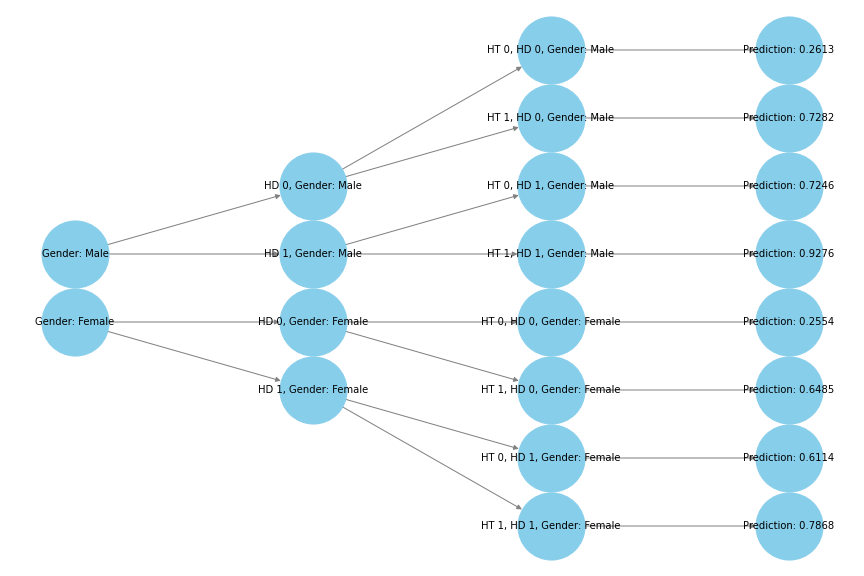 Gender: Male
Gender: Female
HD 0, Gender: Male
HD 1, Gender: Male
HD 0, Gender: Female
HD 1, Gender: Female
HT 0, HD 0, Gender: Male
HT 1, HD 0, Gender: Male
HT 0, HD 1, Gender: Male
HT 1, HD 1, Gender: Male
HT 0, HD 0, Gender: Female
HT 1, HD 0, Gender: Female
HT 0, HD 1, Gender: Female
HT 1, HD 1, Gender: Female
Prediction: 0.2613
Prediction: 0.7282
Prediction: 0.7246
Prediction: 0.9276
Prediction: 0.2554
Prediction: 0.6485
Prediction: 0.6114
Prediction: 0.7868